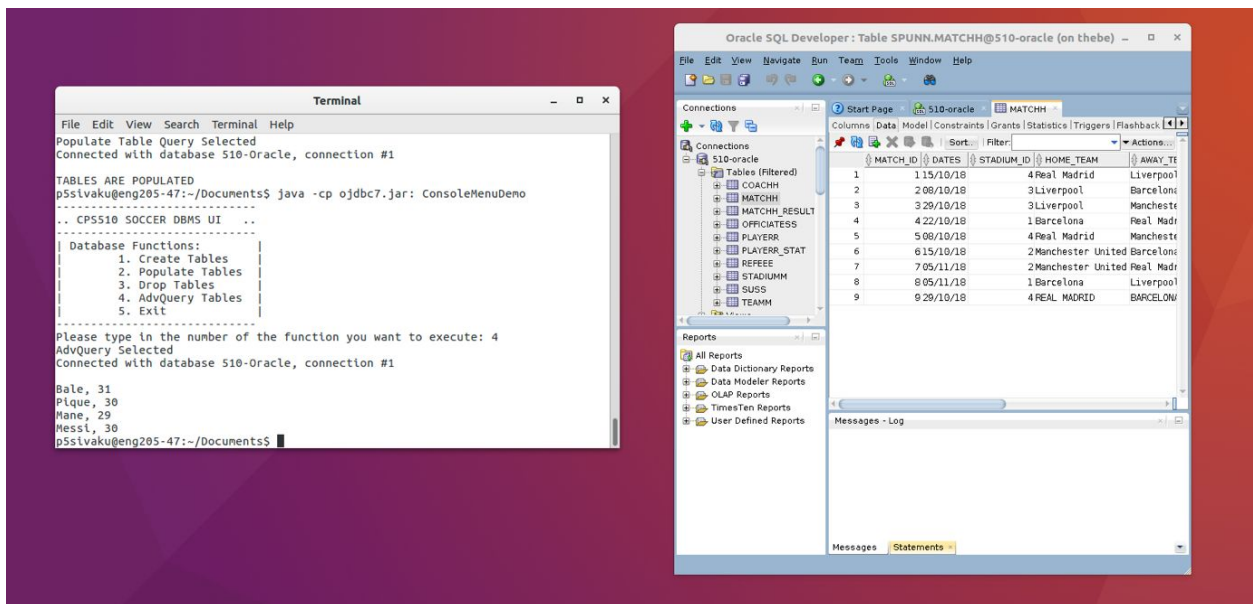 Terminal
File Edit View Search Terminal Help
Populate Table Query Selected
Connected with database 510-Oracle, connection #1
TABLES ARE POPULATED
p5sivaku@eng205-47:~/Documents$ java -cp ojdbc7.jar: ConsoleMenuDemo
------------------------------
.. CPS510 SOCCER DBMS UI ..
------------------------------
| Database Functions: |
| 1. Create Tables |
| 2. Populate Tables |
| 3. Drop Tables |
| 4. AdvQuery Tables |
| 5. Exit |
------------------------------
Please type in the number of the function you want to execute: 4
AdvQuery Selected
Connected with database 510-Oracle, connection #1
Bale, 31
Pique, 30
Mane, 29
Messi, 30
p5sivaku@eng205-47:~/Documents$
Oracle SQL Developer : Table SPUNN.MATCHH@510-oracle (on thebe)
File Edit View Navigate Run Team Tools Window Help
Connections
Connections
510-oracle
Tables (Filtered)
COACHH
MATCHH
MATCHH_RESULT
OFFICIATESS
PLAYERR
PLAYERR_STAT
REFEEE
STADIUMM
SUSS
TEAMM
Reports
All Reports
Data Dictionary Reports
Data Modeler Reports
OLAP Reports
TimesTen Reports
User Defined Reports
Start Page 510-oracle MATCHH
Columns Data Model Constraints Grants Statistics Triggers Flashback
Sort.. Filter: Actions...
MATCH_ID DATES STADIUM_ID HOME_TEAM AWAY_TE
1 1 15/10/18 4 Real Madrid Liverpool
2 2 08/10/18 3 Liverpool Barcelona
3 3 29/10/18 3 Liverpool Mancheste
4 4 22/10/18 1 Barcelona Real Madr
5 5 08/10/18 4 Real Madrid Mancheste
6 6 15/10/18 2 Manchester United Barcelona
7 7 05/11/18 2 Manchester United Real Madr
8 8 05/11/18 1 Barcelona Liverpool
9 9 29/10/18 4 REAL MADRID BARCELONA
Messages - Log
Messages Statements